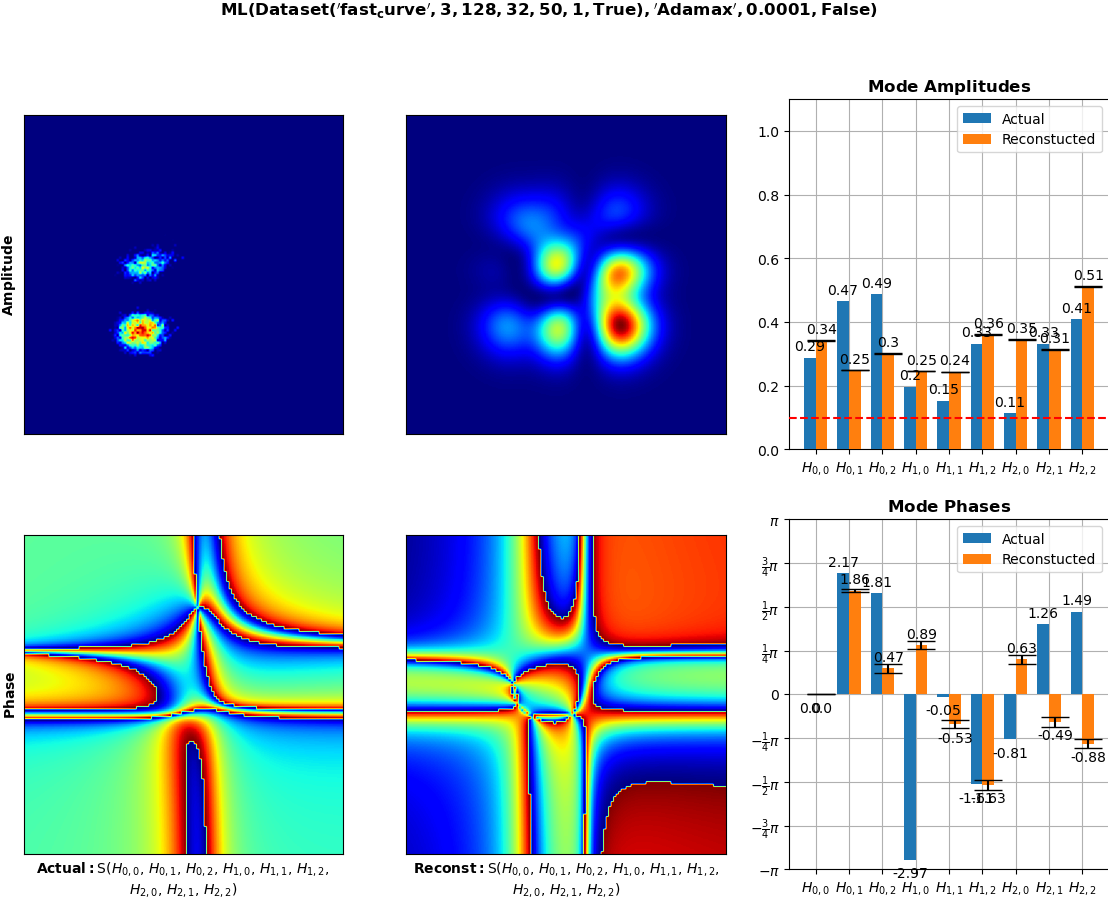 ML(Dataset('fast_curve', 3, 128, 32, 50, 1, True), 'Adamax', 0.0001, False)
Amplitude
Mode Amplitudes
Actual
Reconstucted
1.0
0.8
0.6
0.4
0.2
0.0
0.29
0.34
0.47
0.25
0.49
0.3
0.2
0.25
0.15
0.24
0.33
0.36
0.11
0.35
0.33
0.31
0.41
0.51
H0,0 H0,1 H0,2 H1,0 H1,1 H1,2 H2,0 H2,1 H2,2
Phase
Actual: S(H0,0, H0,1, H0,2, H1,0, H1,1, H1,2,
H2,0, H2,1, H2,2)
Reconst: S(H0,0, H0,1, H0,2, H1,0, H1,1, H1,2,
H2,0, H2,1, H2,2)
Mode Phases
Actual
Reconstucted
π
3/4π
1/2π
1/4π
0
−1/4π
−1/2π
−3/4π
−π
0.0
0.0
2.17
1.86
1.81
0.47
-2.97
0.89
-0.05
-0.53
-1.61
-1.63
-0.81
0.63
1.26
-0.49
1.49
-0.88
H0,0 H0,1 H0,2 H1,0 H1,1 H1,2 H2,0 H2,1 H2,2